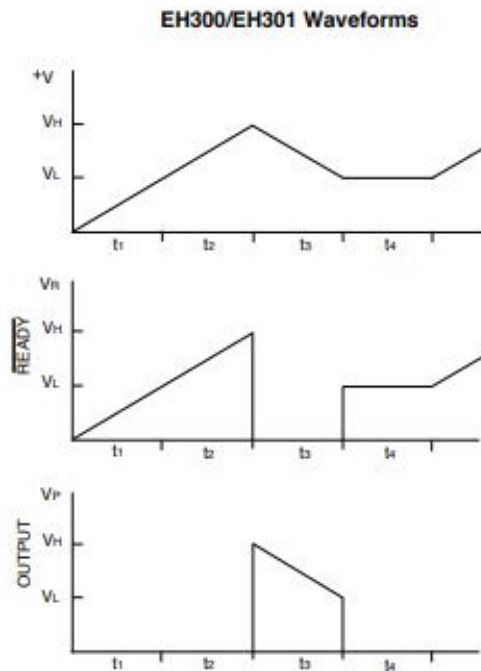 EH300/EH301 Waveforms
+V
VH
VL
t1 t2 t3 t4
VR
READY
VH
VL
t1 t2 t3 t4
VP
OUTPUT
VH
VL
t1 t2 t3 t4